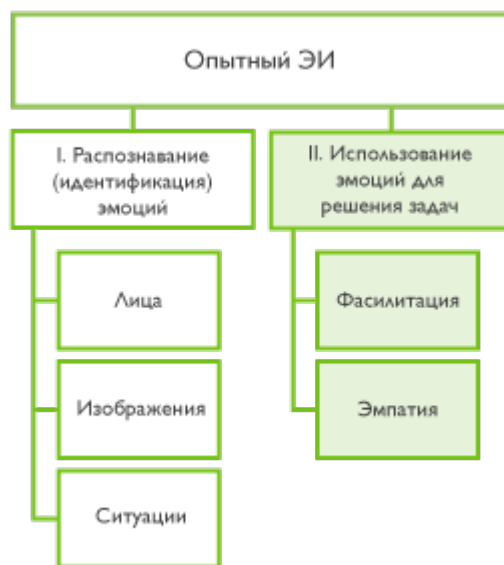 Опытный ЭИ
I. Распознавание
(идентификация)
эмоций
Лица
Изображения
Ситуации
II. Использование
эмоций для
решения задач
Фасилитация
Эмпатия